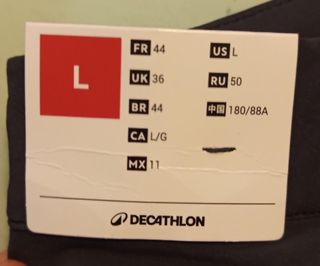 L
FR 44
UK 36
BR 44
CA L/G
MX 11
US L
RU 50
中国 180/88A
DECATHLON